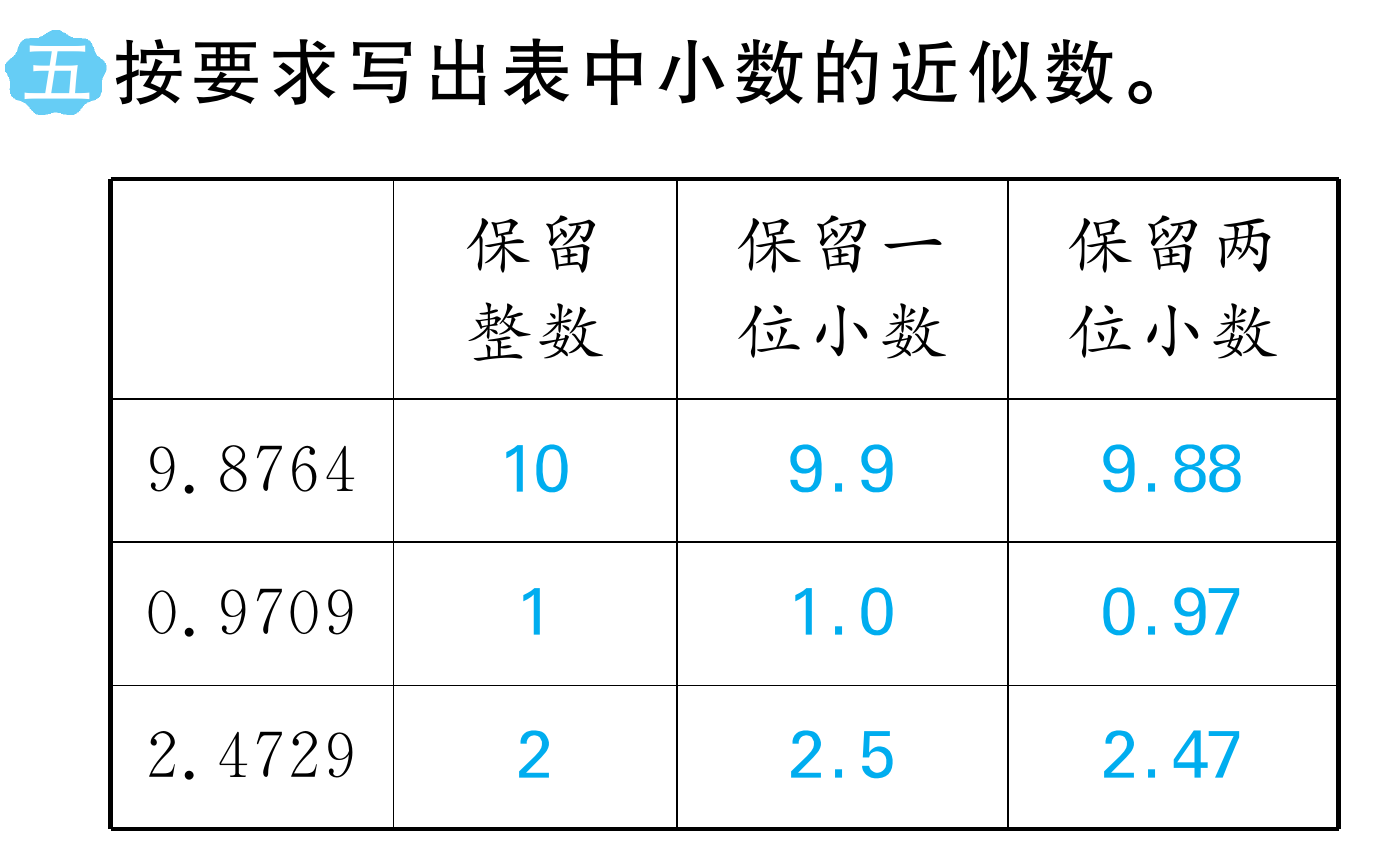 五 按要求写出表中小数的近似数。
保留 保留一 保留两
整数 位小数 位小数
9.8764 10 9.9 9.88
0.9709 1 1.0 0.97
2.4729 2 2.5 2.47